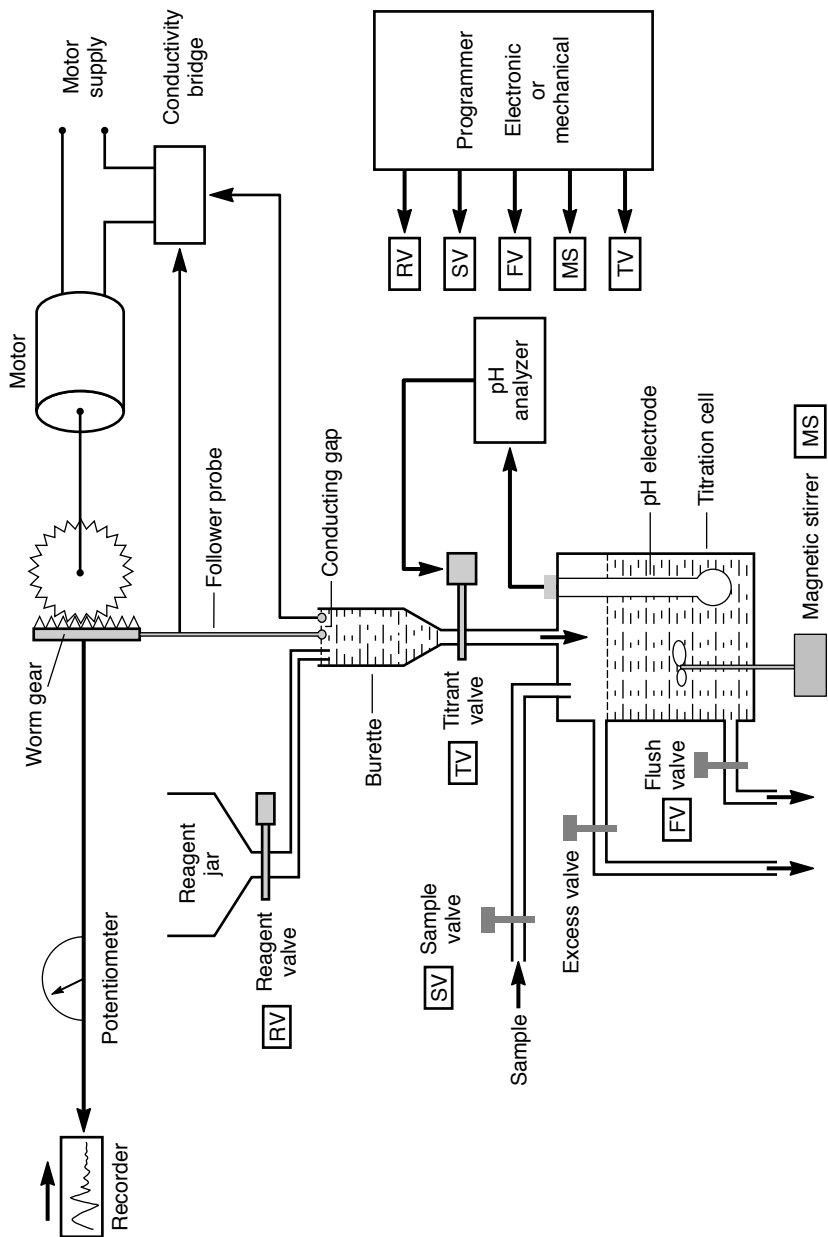 Motor
supply
Conductivity
bridge
Motor
Worm gear
Follower probe
Conducting gap
Potentiometer
Recorder
Reagent
jar
Reagent
valve
RV
Burette
Titrant
valve
TV
pH
analyzer
Programmer
Electronic
or
mechanical
RV
SV
FV
MS
TV
Sample
valve
SV
Sample
Excess valve
Flush
valve
FV
pH electrode
Titration cell
Magnetic stirrer
MS